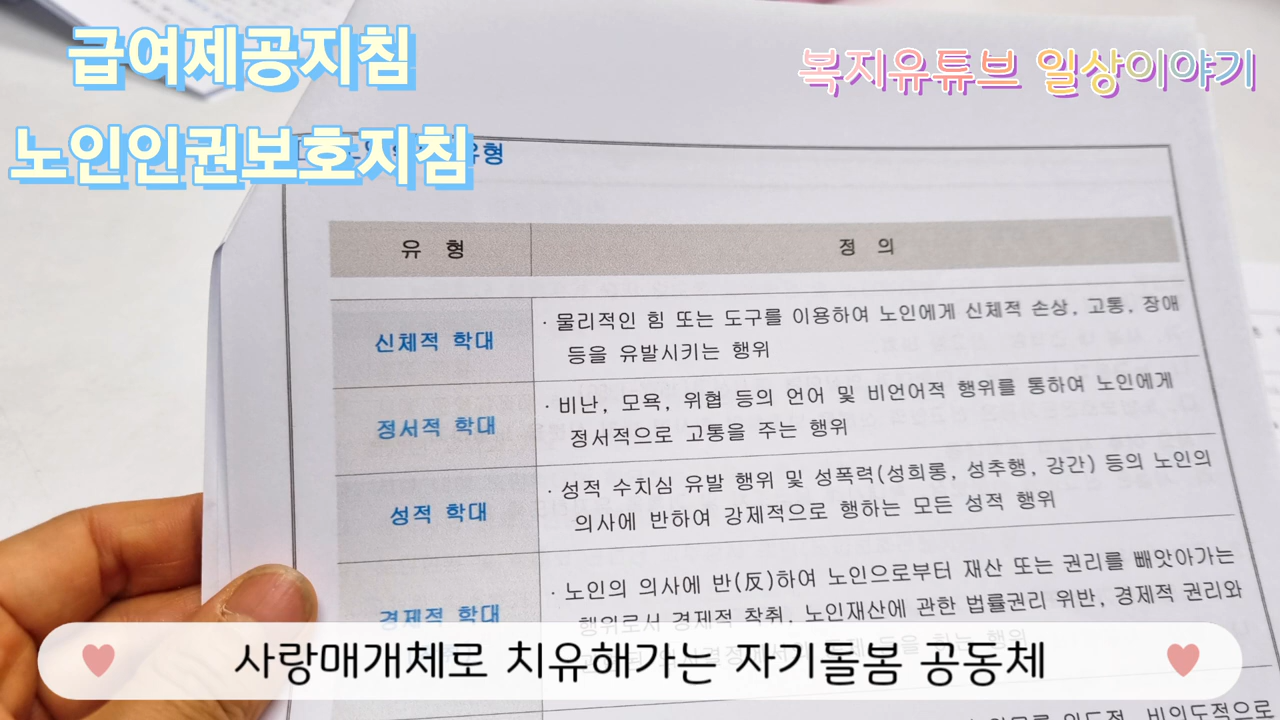 급여제공지침
복지유튜브 일상이야기
노인인권보호지침
유형
유 형
정 의
신체적 학대
· 물리적인 힘 또는 도구를 이용하여 노인에게 신체적 손상, 고통, 장애
등을 유발시키는 행위
정서적 학대
· 비난, 모욕, 위협 등의 언어 및 비언어적 행위를 통하여 노인에게
정서적으로 고통을 주는 행위
성적 학대
· 성적 수치심 유발 행위 및 성폭력(성희롱, 성추행, 강간) 등의 노인의
의사에 반하여 강제적으로 행하는 모든 성적 행위
경제적 학대
· 노인의 의사에 반(反)하여 노인으로부터 재산 또는 권리를 빼앗아가는
행위로서 경제적 착취, 노인재산에 관한 법률권리 위반, 경제적 권리와
행위
사랑매개체로 치유해가는 자기돌봄 공동체
비의도적으로